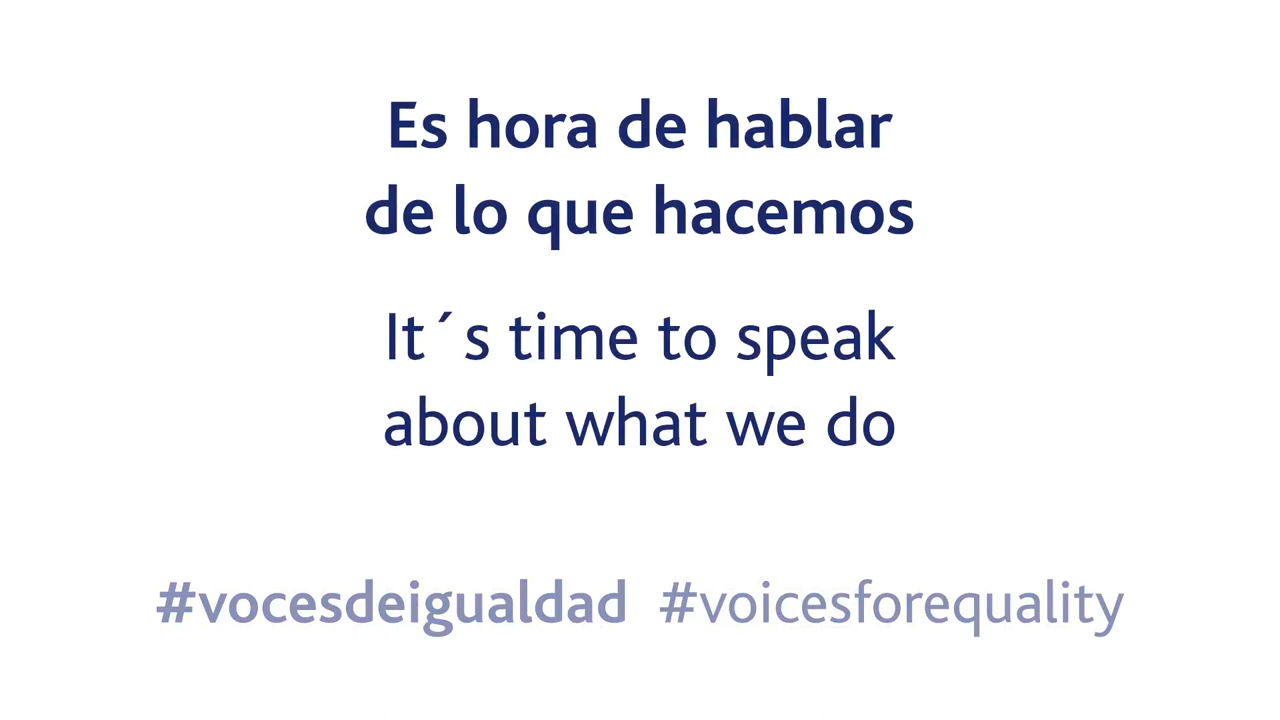 Es hora de hablar
de lo que hacemos
It´s time to speak
about what we do
#vocesdeigualdad #voicesforequality